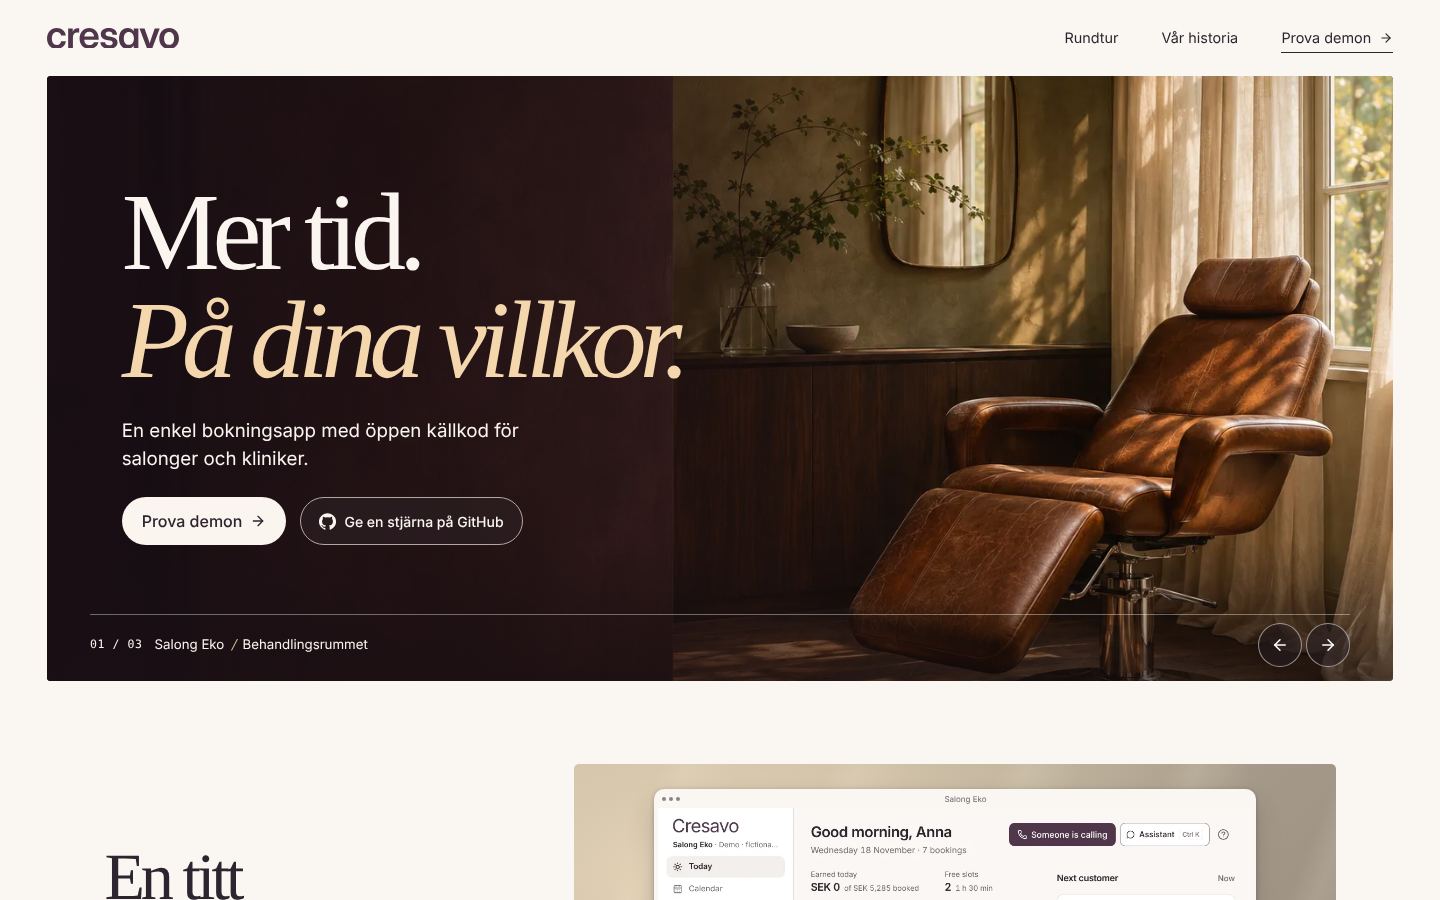 cresavo
Rundtur
Vår historia
Prova demon →
Mer tid.
På dina villkor.
En enkel bokningsapp med öppen källkod för
salonger och kliniker.
Prova demon →
Ge en stjärna på GitHub
01 / 03 Salong Eko / Behandlingsrummet
En titt
Salong Eko
Cresavo
Salong Eko · Demo · fictiona...
Today
Calendar
Good morning, Anna
Wednesday 18 November · 7 bookings
Someone is calling
Assistant Ctrl K
Earned today
SEK 0 of SEK 5,285 booked
Free slots
2 1 h 30 min
Next customer
Now